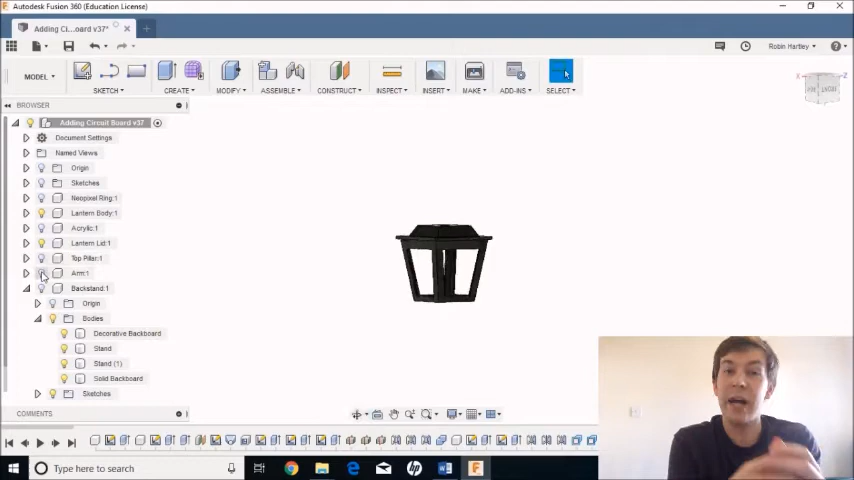 Autodesk Fusion 360 (Education License)
Adding Ci...oard v37*
Robin Hartley
MODEL
SKETCH
CREATE
MODIFY
ASSEMBLE
CONSTRUCT
INSPECT
INSERT
MAKE
ADD-INS
SELECT
BROWSER
Adding Circuit Board v37
Document Settings
Named Views
Origin
Sketches
Neopixel Ring:1
Lantern Body:1
Acrylic:1
Lantern Lid:1
Top Pillar:1
Arm:1
Backstand:1
Origin
Bodies
Decorative Backboard
Stand
Stand (1)
Solid Backboard
Sketches
COMMENTS
Type here to search